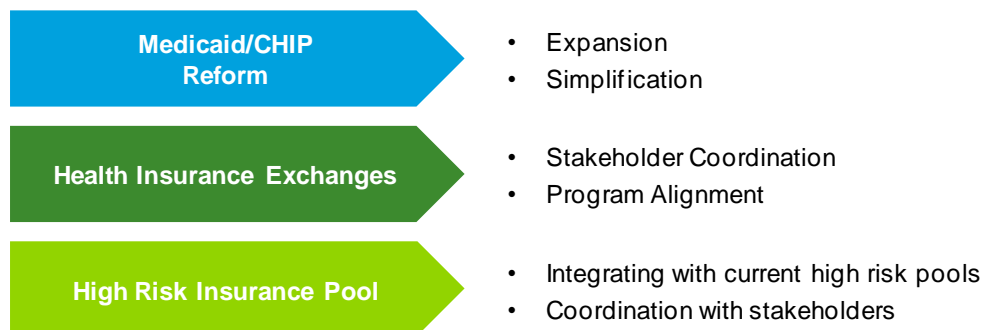 Medicaid/CHIP
Reform
• Expansion
• Simplification
Health Insurance Exchanges
• Stakeholder Coordination
• Program Alignment
High Risk Insurance Pool
• Integrating with current high risk pools
• Coordination with stakeholders